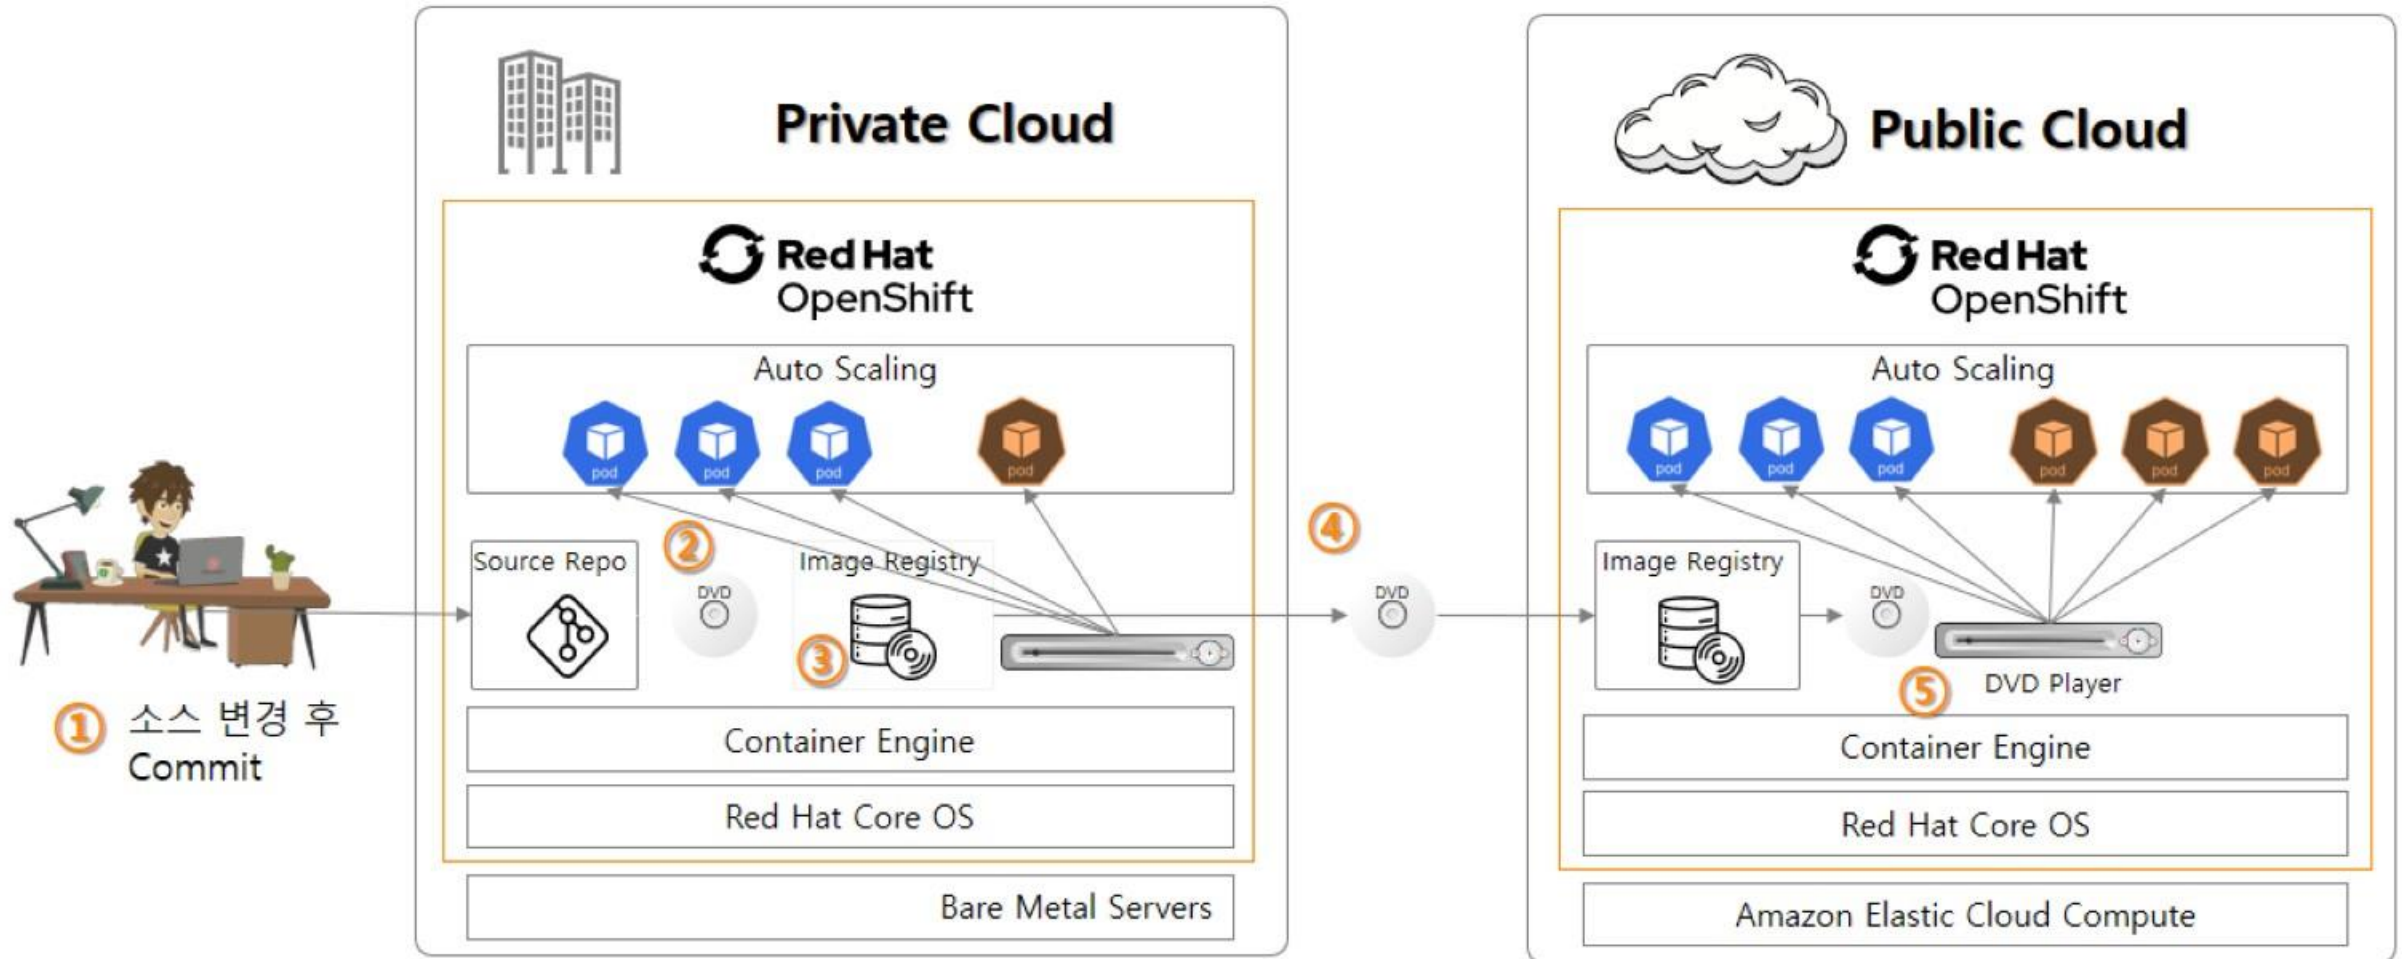 Private Cloud
Red Hat
OpenShift
Auto Scaling
pod
pod
pod
pod
②
Source Repo
DVD
Image Registry
③
① 소스 변경 후
Commit
Container Engine
Red Hat Core OS
Bare Metal Servers
④
DVD
Public Cloud
Red Hat
OpenShift
Auto Scaling
pod
pod
pod
pod
pod
pod
Image Registry
DVD
⑤
DVD Player
Container Engine
Red Hat Core OS
Amazon Elastic Cloud Compute